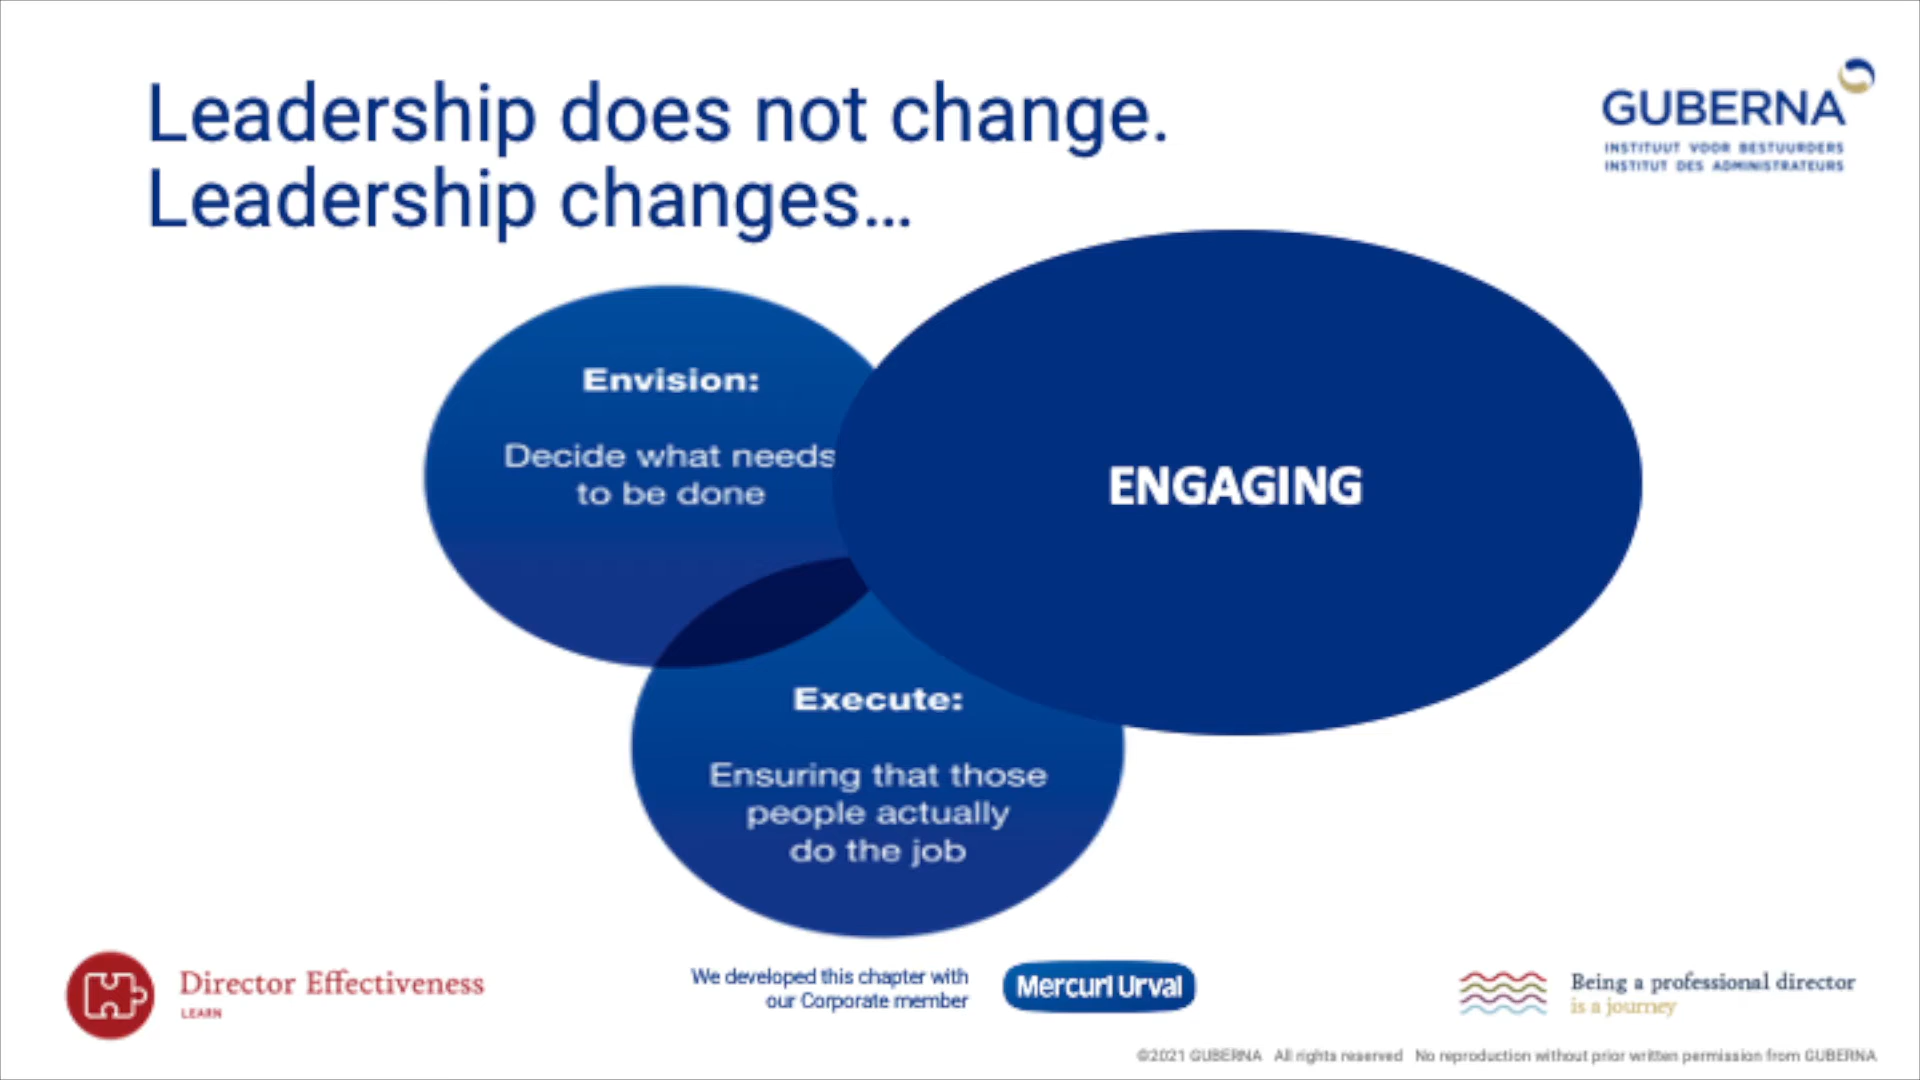 Leadership does not change.
Leadership changes...
GUBERNA
INSTITUUT VOOR BESTUURDERS
INSTITUT DES ADMINISTRATEURS
Envision:
Decide what needs
to be done
ENGAGING
Execute:
Ensuring that those
people actually
do the job
Director Effectiveness
LEARN
We developed this chapter with
our Corporate member
Mercuri Urval
Being a professional director
is a journey
©2021 GUBERNA All rights reserved No reproduction without prior written permission from GUBERNA